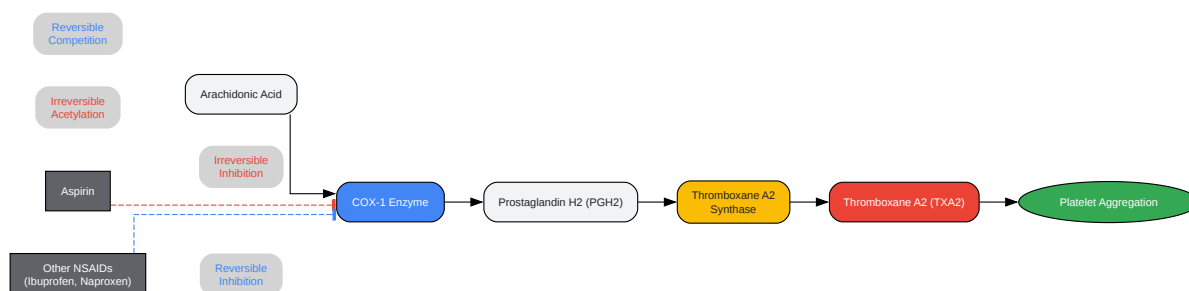 Reversible
Competition
Irreversible
Acetylation
Arachidonic Acid
Irreversible
Inhibition
Aspirin
COX-1 Enzyme
Prostaglandin H2 (PGH2)
Thromboxane A2
Synthase
Thromboxane A2 (TXA2)
Platelet Aggregation
Other NSAIDs
(Ibuprofen, Naproxen)
Reversible
Inhibition